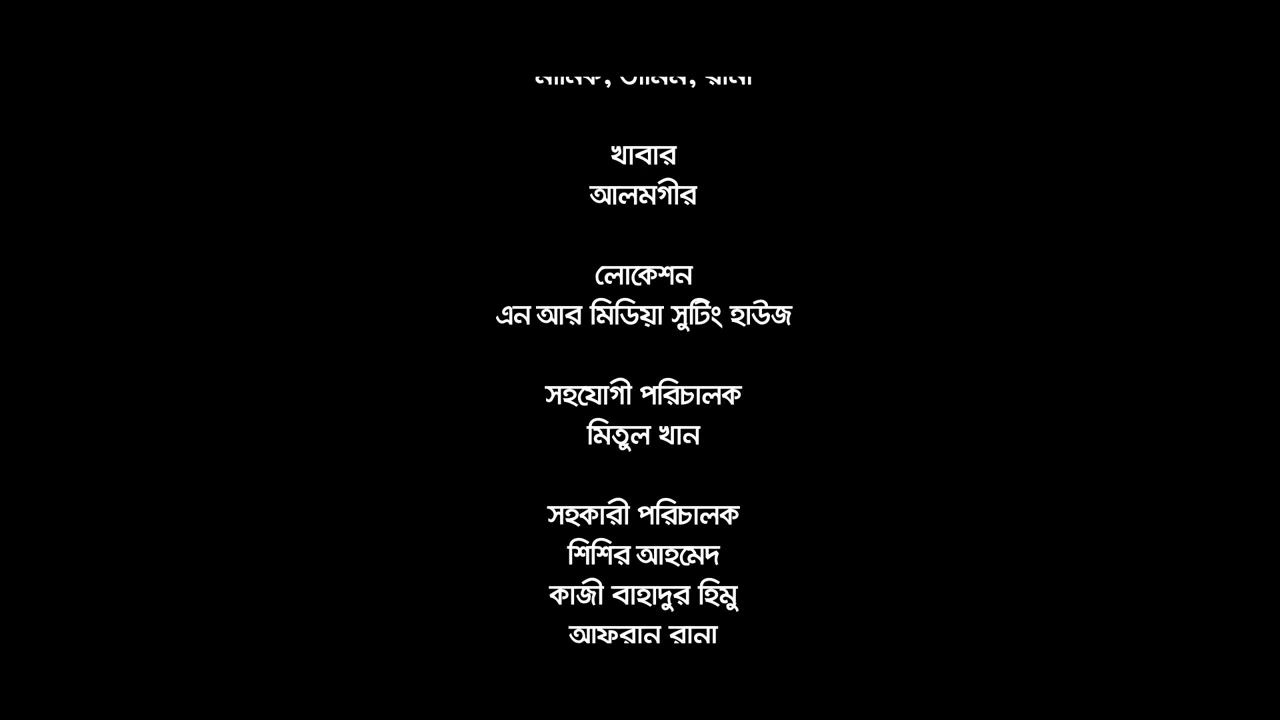 রানা
খাবার
আলমগীর
লোকেশন
এন আর মিডিয়া সুটিং হাউজ
সহযোগী পরিচালক
মিতুল খান
সহকারী পরিচালক
শিশির আহমেদ
কাজী বাহাদুর হিমু
আফরান রানা